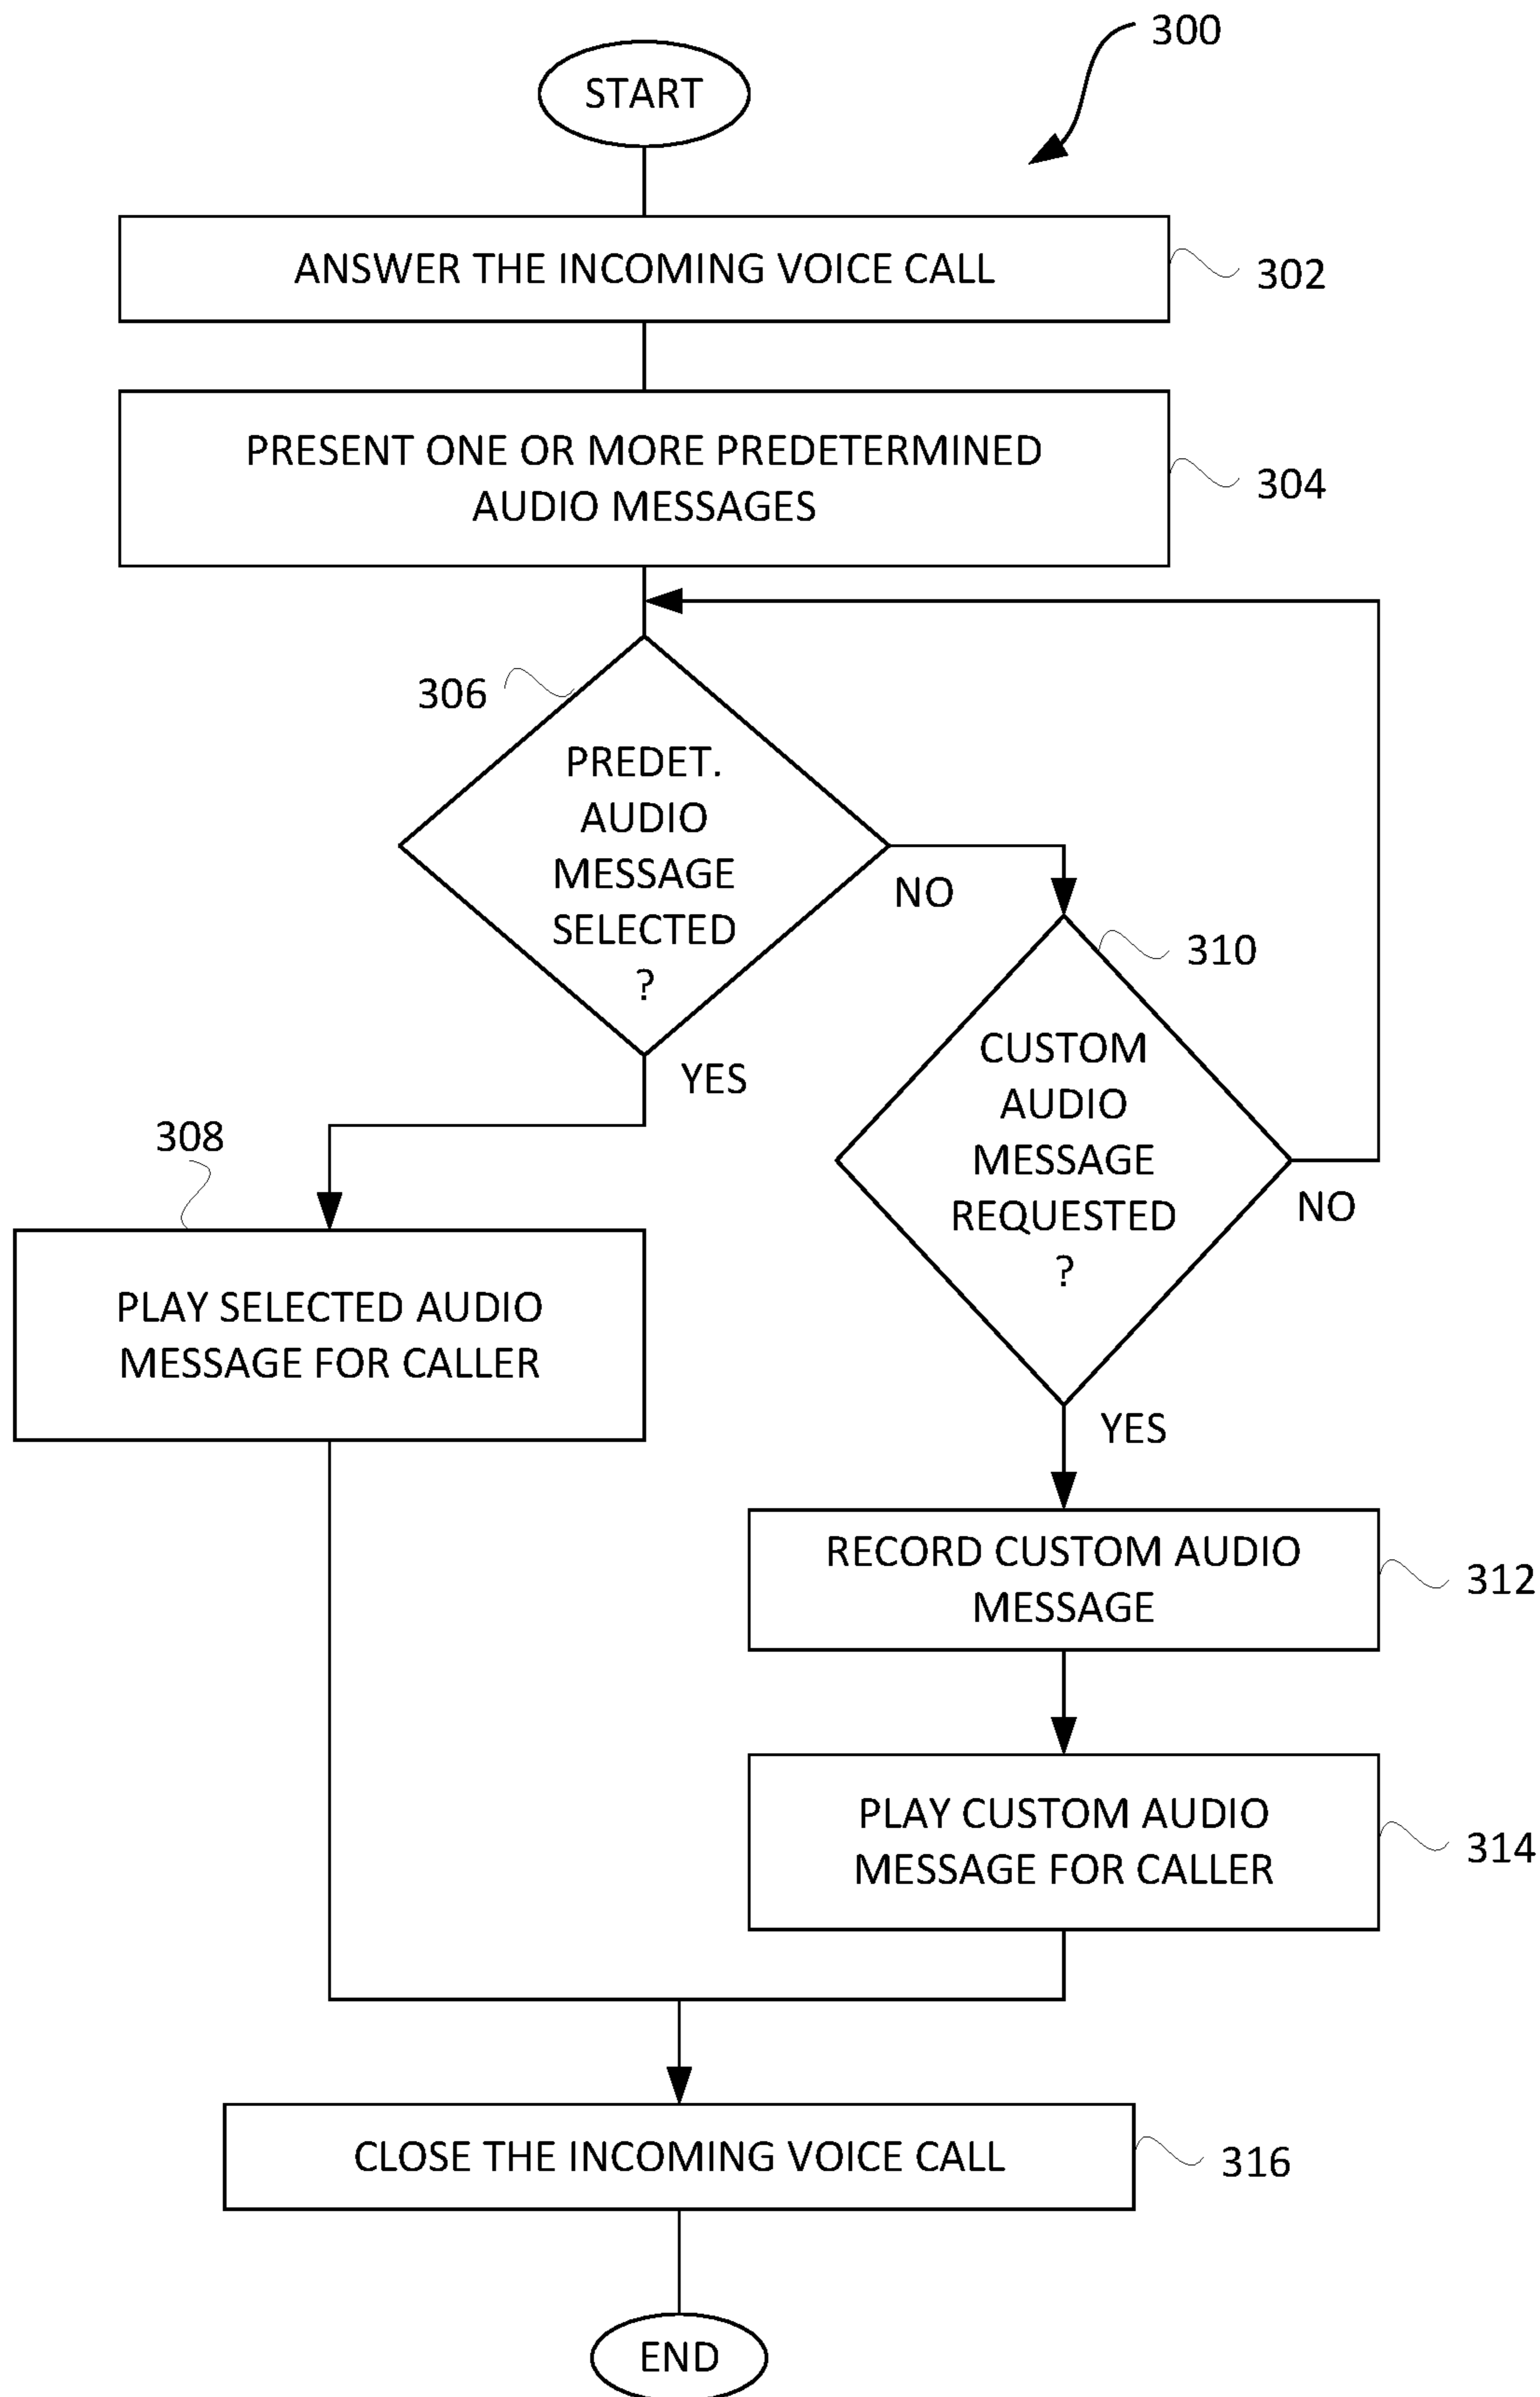 300
START
ANSWER THE INCOMING VOICE CALL
302
PRESENT ONE OR MORE PREDETERMINED
AUDIO MESSAGES
304
306
PREDET.
AUDIO
MESSAGE
SELECTED
?
NO
YES
310
CUSTOM
AUDIO
MESSAGE
REQUESTED
?
NO
YES
308
PLAY SELECTED AUDIO
MESSAGE FOR CALLER
RECORD CUSTOM AUDIO
MESSAGE
312
PLAY CUSTOM AUDIO
MESSAGE FOR CALLER
314
CLOSE THE INCOMING VOICE CALL
316
END